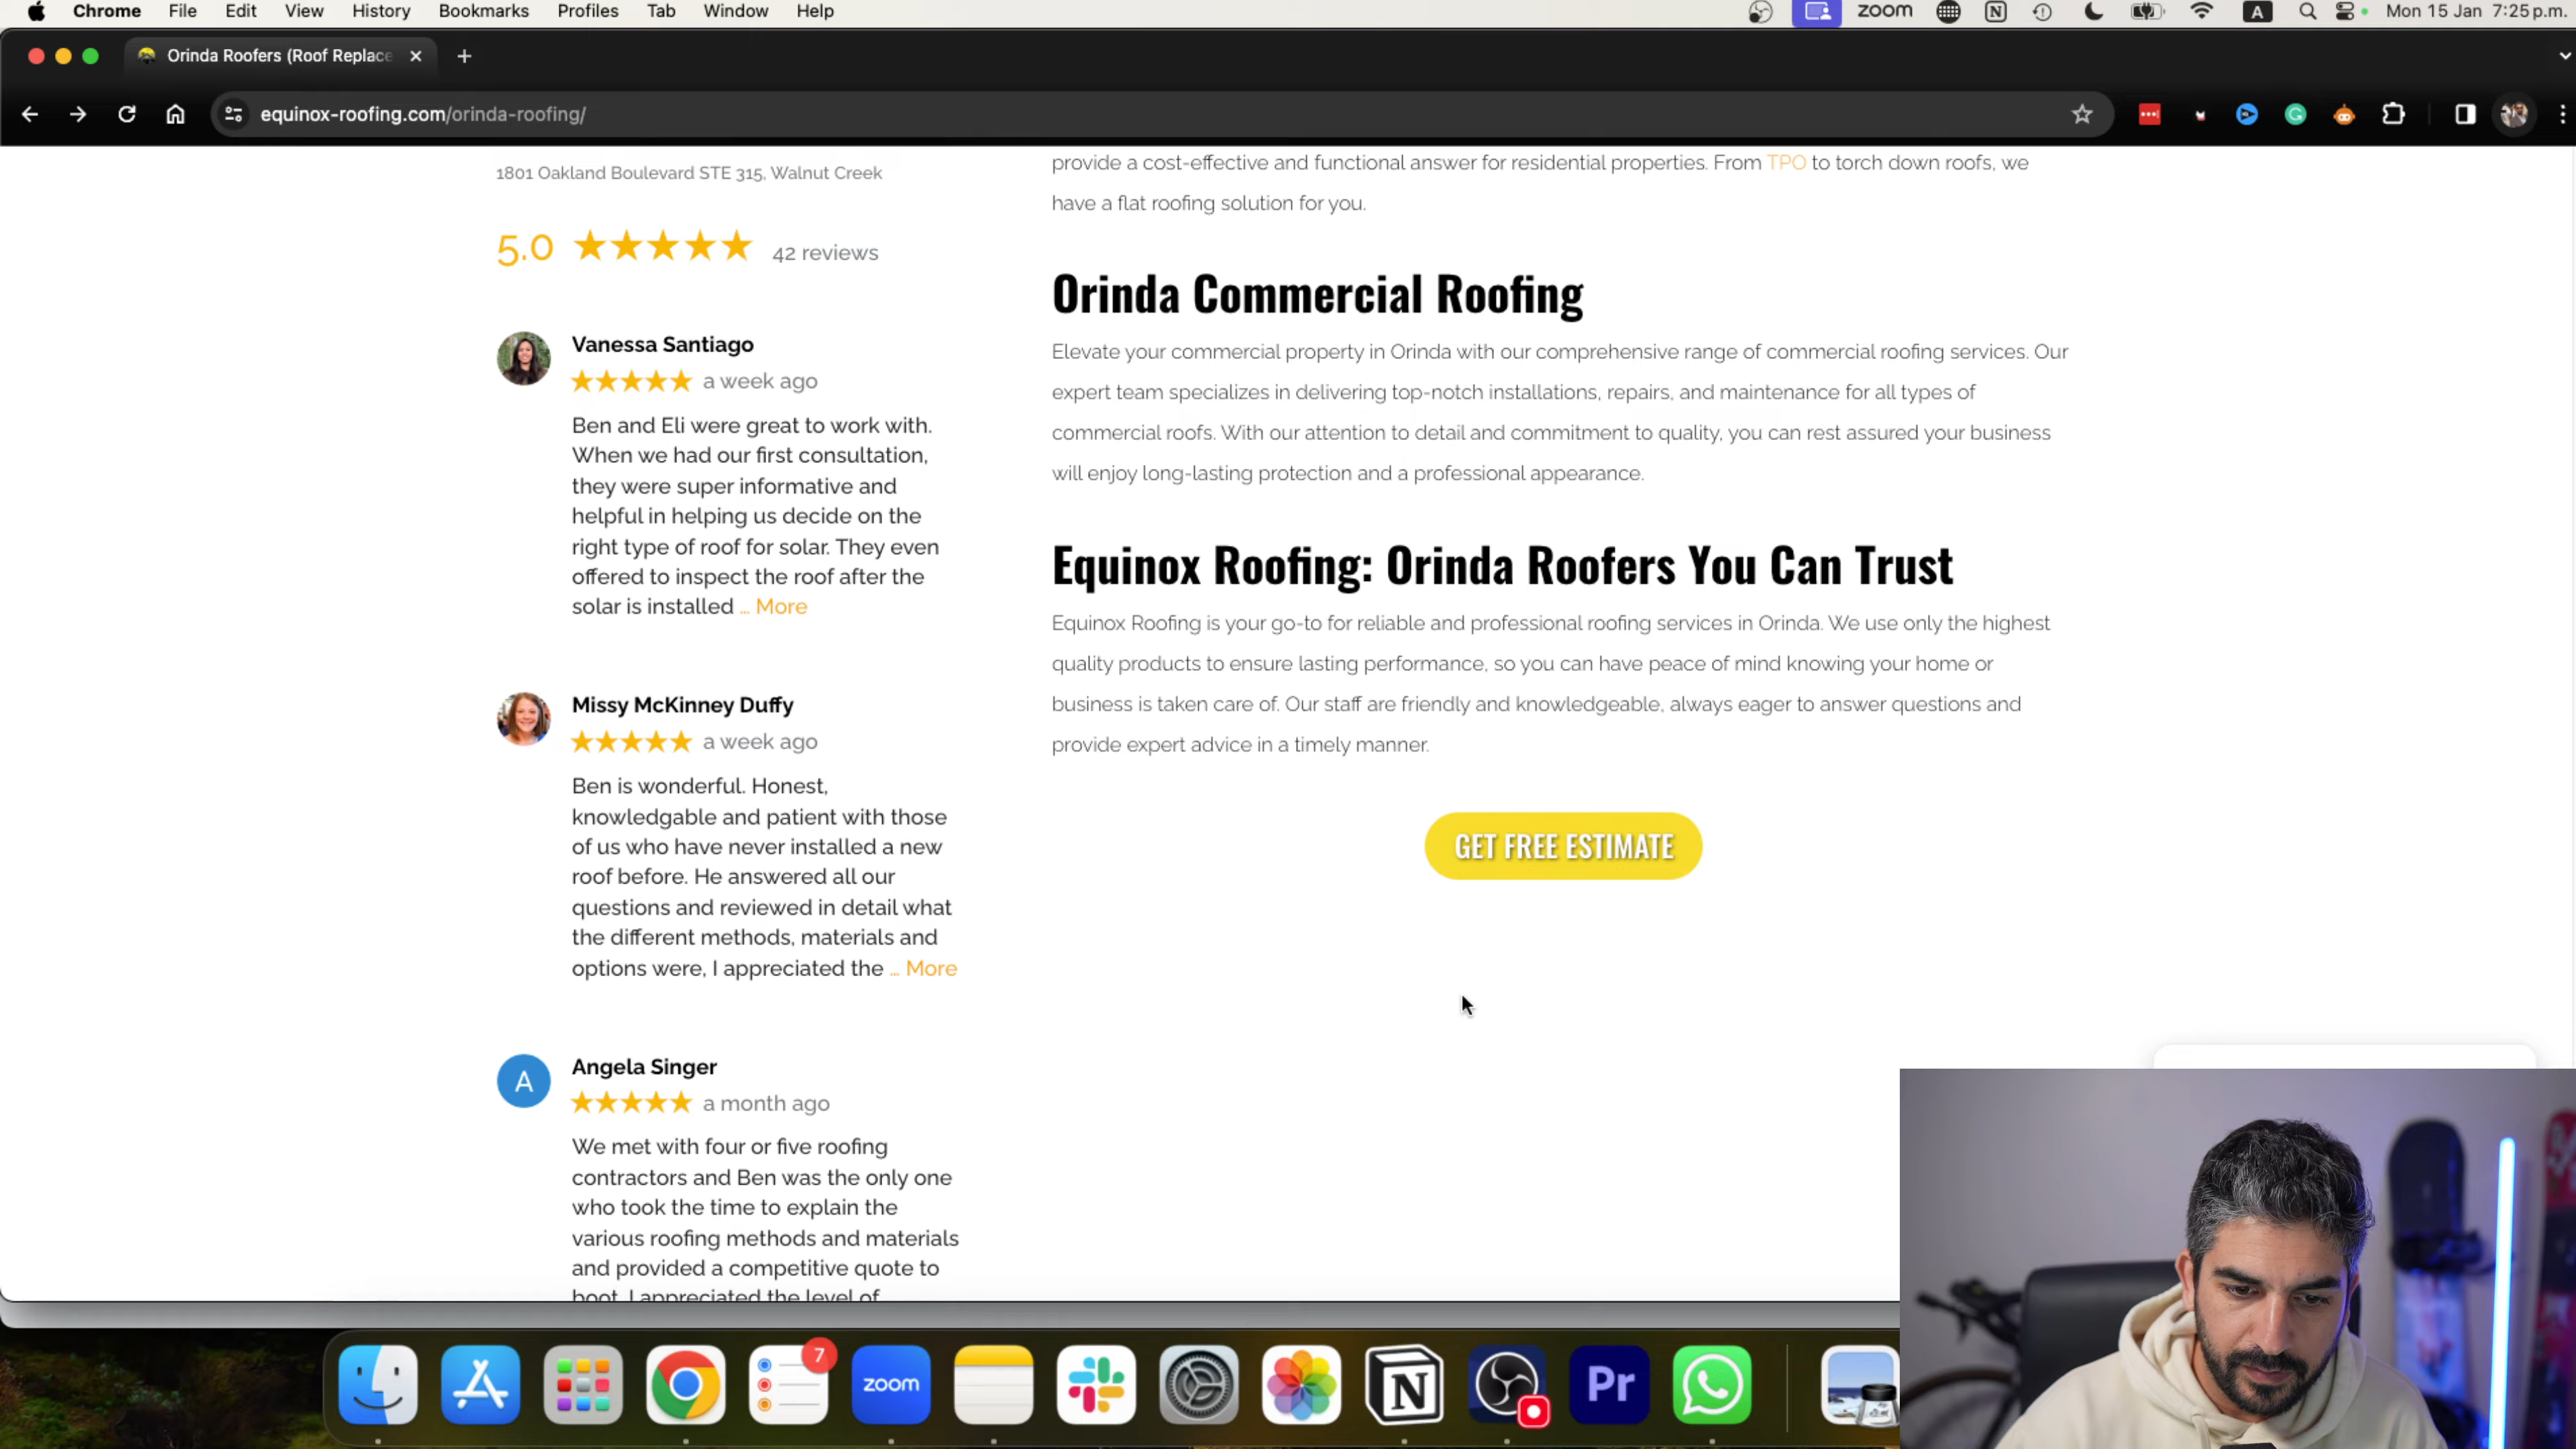 Chrome File Edit View History Bookmarks Profiles Tab Window Help
zoom N A Mon 15 Jan 7:25 p.m.
Orinda Roofers (Roof Replace
equinox-roofing.com/orinda-roofing/
1801 Oakland Boulevard STE 315, Walnut Creek
5.0 ★★★★★ 42 reviews
Vanessa Santiago
★★★★★ a week ago
Ben and Eli were great to work with.
When we had our first consultation,
they were super informative and
helpful in helping us decide on the
right type of roof for solar. They even
offered to inspect the roof after the
solar is installed ... More
Missy McKinney Duffy
★★★★★ a week ago
Ben is wonderful. Honest,
knowledgable and patient with those
of us who have never installed a new
roof before. He answered all our
questions and reviewed in detail what
the different methods, materials and
options were, I appreciated the ... More
A
Angela Singer
★★★★★ a month ago
We met with four or five roofing
contractors and Ben was the only one
who took the time to explain the
various roofing methods and materials
and provided a competitive quote to
boot. I appreciated the level of
provide a cost-effective and functional answer for residential properties. From TPO to torch down roofs, we
have a flat roofing solution for you.
Orinda Commercial Roofing
Elevate your commercial property in Orinda with our comprehensive range of commercial roofing services. Our
expert team specializes in delivering top-notch installations, repairs, and maintenance for all types of
commercial roofs. With our attention to detail and commitment to quality, you can rest assured your business
will enjoy long-lasting protection and a professional appearance.
Equinox Roofing: Orinda Roofers You Can Trust
Equinox Roofing is your go-to for reliable and professional roofing services in Orinda. We use only the highest
quality products to ensure lasting performance, so you can have peace of mind knowing your home or
business is taken care of. Our staff are friendly and knowledgeable, always eager to answer questions and
provide expert advice in a timely manner.
GET FREE ESTIMATE
7
zoom
N
Pr